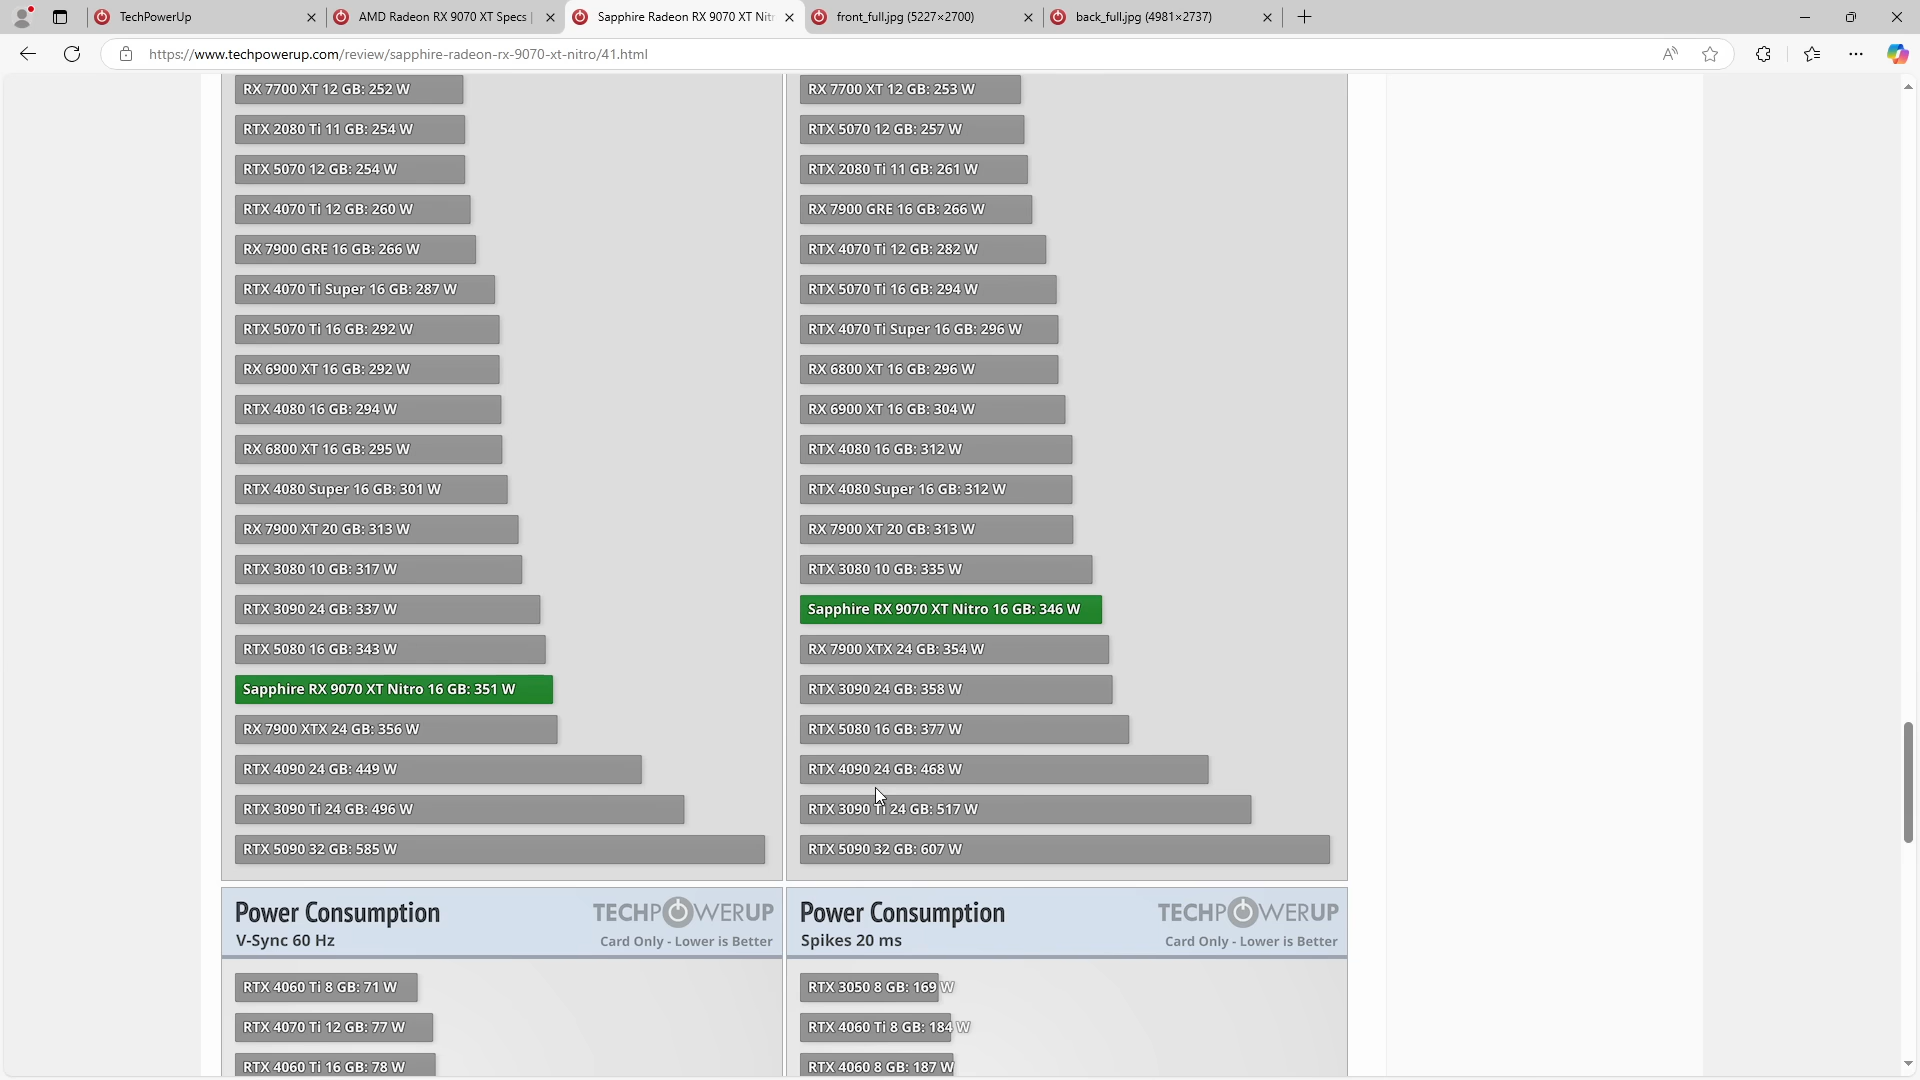 TechPowerUp
AMD Radeon RX 9070 XT Specs |
Sapphire Radeon RX 9070 XT Nitr
front_full.jpg (5227×2700)
back_full.jpg (4981×2737)
https://www.techpowerup.com/review/sapphire-radeon-rx-9070-xt-nitro/41.html
RX 7700 XT 12 GB: 252 W
RTX 2080 Ti 11 GB: 254 W
RTX 5070 12 GB: 254 W
RTX 4070 Ti 12 GB: 260 W
RX 7900 GRE 16 GB: 266 W
RTX 4070 Ti Super 16 GB: 287 W
RTX 5070 Ti 16 GB: 292 W
RX 6900 XT 16 GB: 292 W
RTX 4080 16 GB: 294 W
RX 6800 XT 16 GB: 295 W
RTX 4080 Super 16 GB: 301 W
RX 7900 XT 20 GB: 313 W
RTX 3080 10 GB: 317 W
RTX 3090 24 GB: 337 W
RTX 5080 16 GB: 343 W
Sapphire RX 9070 XT Nitro 16 GB: 351 W
RX 7900 XTX 24 GB: 356 W
RTX 4090 24 GB: 449 W
RTX 3090 Ti 24 GB: 496 W
RTX 5090 32 GB: 585 W
RX 7700 XT 12 GB: 253 W
RTX 5070 12 GB: 257 W
RTX 2080 Ti 11 GB: 261 W
RX 7900 GRE 16 GB: 266 W
RTX 4070 Ti 12 GB: 282 W
RTX 5070 Ti 16 GB: 294 W
RTX 4070 Ti Super 16 GB: 296 W
RX 6800 XT 16 GB: 296 W
RX 6900 XT 16 GB: 304 W
RTX 4080 16 GB: 312 W
RTX 4080 Super 16 GB: 312 W
RX 7900 XT 20 GB: 313 W
RTX 3080 10 GB: 335 W
Sapphire RX 9070 XT Nitro 16 GB: 346 W
RX 7900 XTX 24 GB: 354 W
RTX 3090 24 GB: 358 W
RTX 5080 16 GB: 377 W
RTX 4090 24 GB: 468 W
RTX 3090 Ti 24 GB: 517 W
RTX 5090 32 GB: 607 W
Power Consumption
TECHPOWERUP
V-Sync 60 Hz
Card Only - Lower is Better
RTX 4060 Ti 8 GB: 71 W
RTX 4070 Ti 12 GB: 77 W
RTX 4060 Ti 16 GB: 78 W
Power Consumption
TECHPOWERUP
Spikes 20 ms
Card Only - Lower is Better
RTX 3050 8 GB: 169 W
RTX 4060 Ti 8 GB: 184 W
RTX 4060 8 GB: 187 W